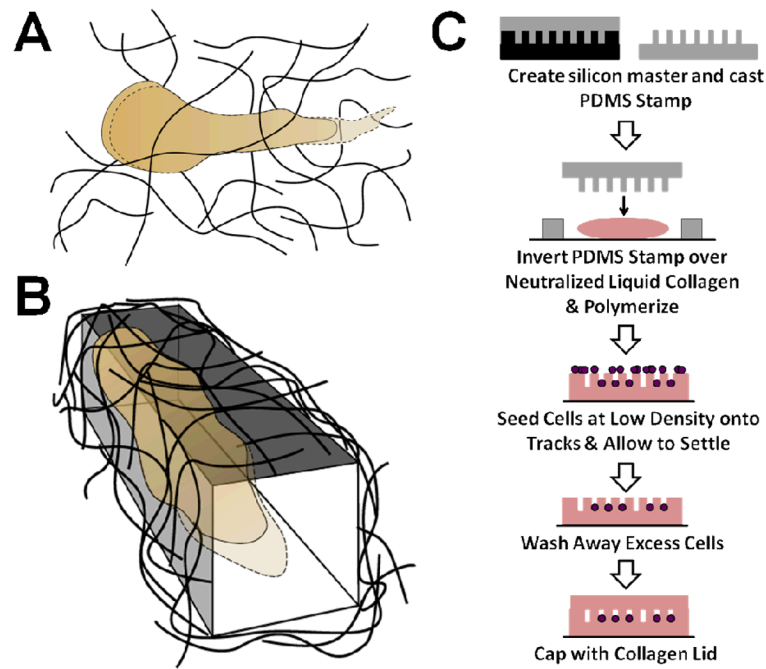 A
B
C
Create silicon master and cast
PDMS Stamp
Invert PDMS Stamp over
Neutralized Liquid Collagen
& Polymerize
Seed Cells at Low Density onto
Tracks & Allow to Settle
Wash Away Excess Cells
Cap with Collagen Lid